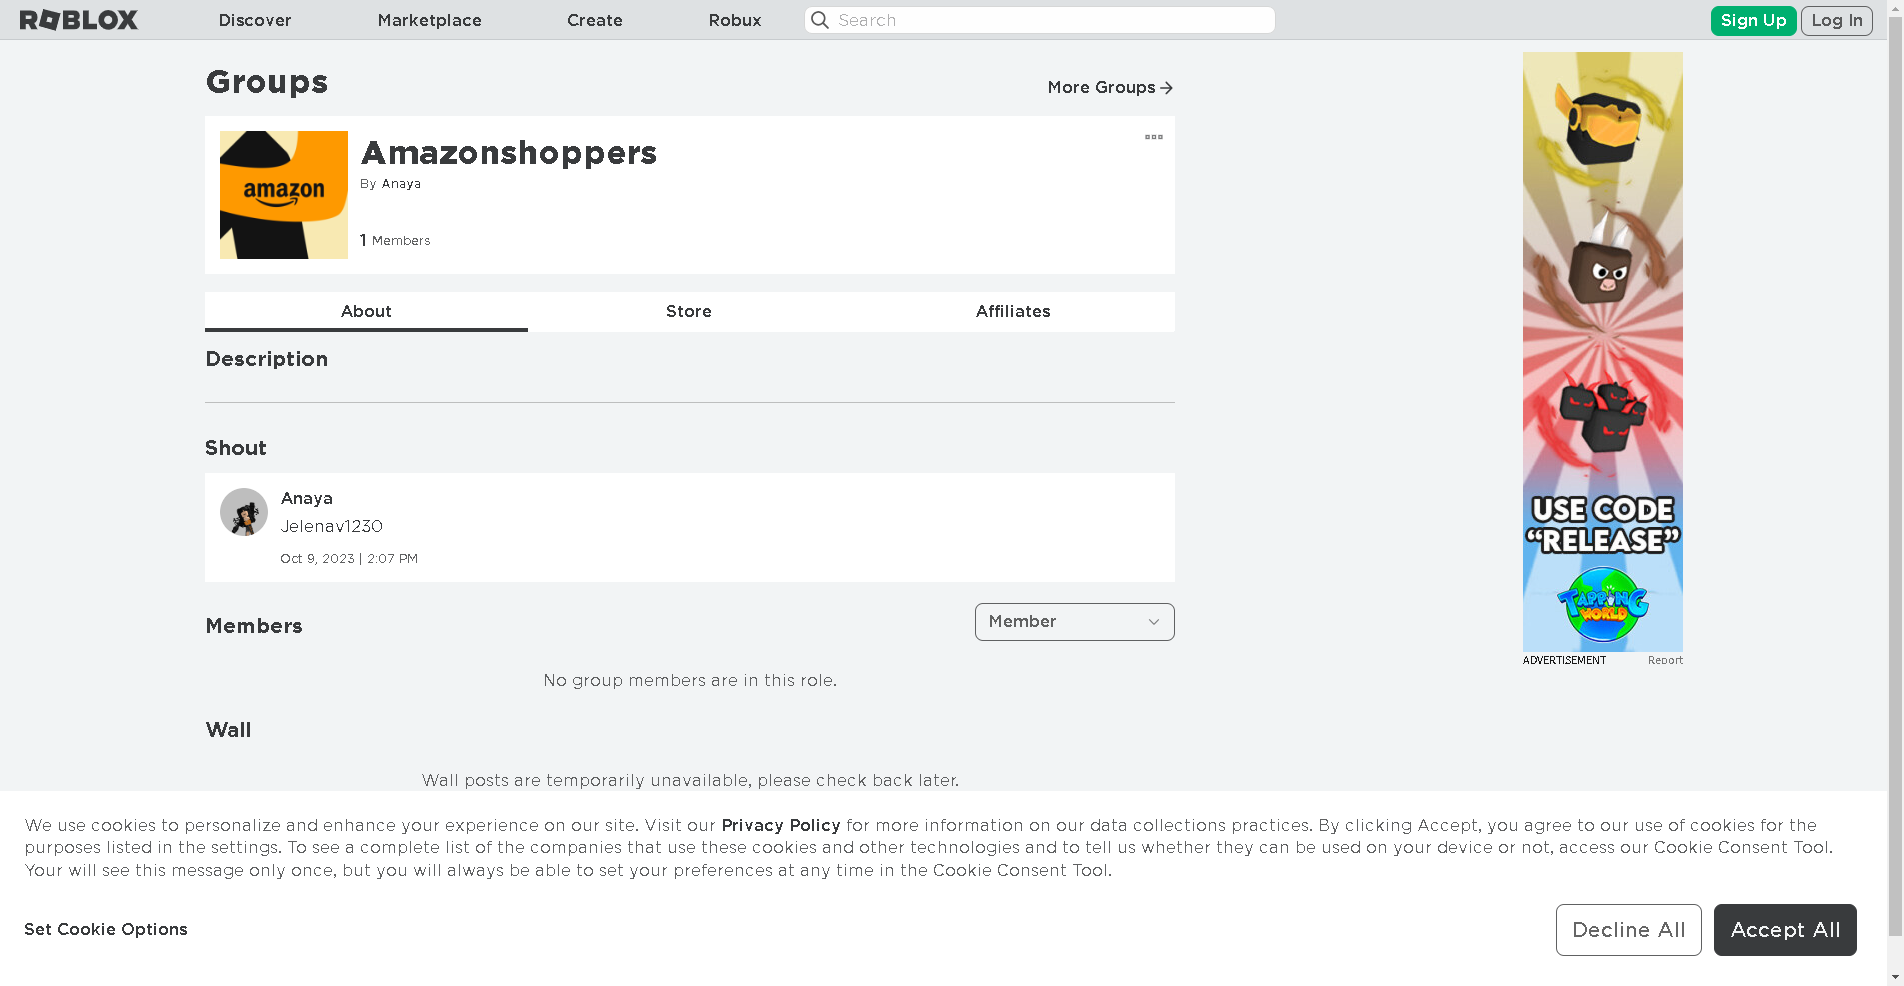 ROBLOX
Discover
Marketplace
Create
Robux
Search
Sign Up
Log In
Groups
More Groups
amazon
Amazonshoppers
By Anaya
1 Members
About
Store
Affiliates
Description
Shout
Anaya
Jelenav1230
Oct 9, 2023 | 2:07 PM
Members
Member
No group members are in this role.
Wall
Wall posts are temporarily unavailable, please check back later.
USE CODE
“RELEASE”
TAPPING
WORLD
ADVERTISEMENT
Report
We use cookies to personalize and enhance your experience on our site. Visit our Privacy Policy for more information on our data collections practices. By clicking Accept, you agree to our use of cookies for the
purposes listed in the settings. To see a complete list of the companies that use these cookies and other technologies and to tell us whether they can be used on your device or not, access our Cookie Consent Tool.
Your will see this message only once, but you will always be able to set your preferences at any time in the Cookie Consent Tool.
Set Cookie Options
Decline All
Accept All